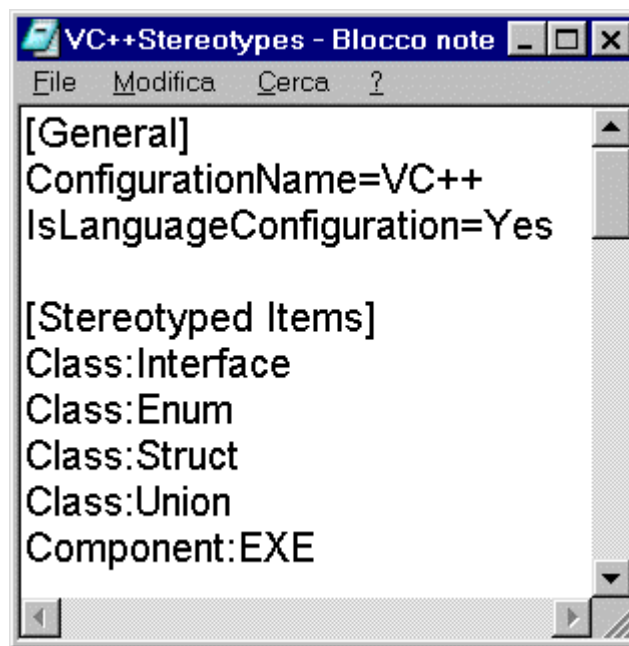 VC++Stereotypes - Blocco note
File Modifica Cerca ?
[General]
ConfigurationName=VC++
IsLanguageConfiguration=Yes
[Stereotyped Items]
Class:Interface
Class:Enum
Class:Struct
Class:Union
Component:EXE